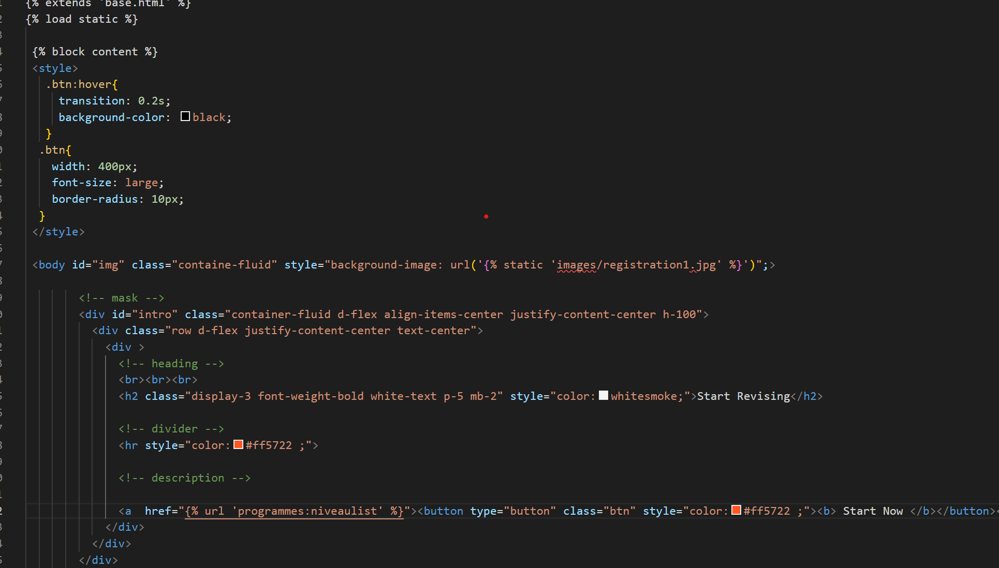 {% extends 'base.html' %}
{% load static %}
{% block content %}
<style>
.btn:hover{
transition: 0.2s;
background-color: black;
}
.btn{
width: 400px;
font-size: large;
border-radius: 10px;
}
</style>
<body id="img" class="containe-fluid" style="background-image: url('{% static 'images/registration1.jpg' %}')";>
<!-- mask -->
<div id="intro" class="container-fluid d-flex align-items-center justify-content-center h-100">
<div class="row d-flex justify-content-center text-center">
<div >
<!-- heading -->
<br><br><br>
<h2 class="display-3 font-weight-bold white-text p-5 mb-2" style="color: whitesmoke;">Start Revising</h2>
<!-- divider -->
<hr style="color: #ff5722 ;">
<!-- description -->
<a  href="{% url 'programmes:niveaulist' %}"><button type="button" class="btn" style="color: #ff5722 ;"><b> Start Now </b></button><
</div>
</div>
</div>